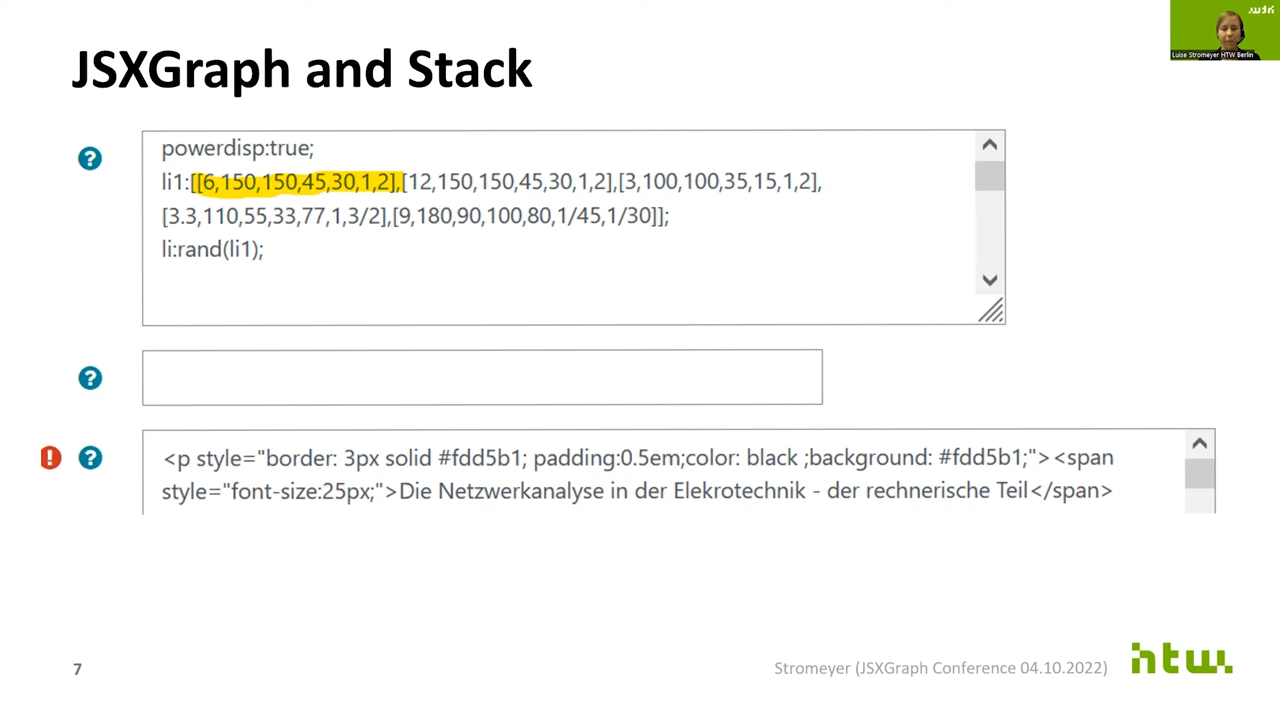 JSXGraph and Stack
Luise Stromeyer HTW Berlin
powerdisp:true;
li1:[[6,150,150,45,30,1,2],[12,150,150,45,30,1,2],[3,100,100,35,15,1,2],
[3.3,110,55,33,77,1,3/2],[9,180,90,100,80,1/45,1/30]];
li:rand(li1);
<p style="border: 3px solid #fdd5b1; padding:0.5em;color: black ;background: #fdd5b1;"><span
style="font-size:25px;">Die Netzwerkanalyse in der Elekrotechnik - der rechnerische Teil</span>
7
Stromeyer (JSXGraph Conference 04.10.2022)
htw.